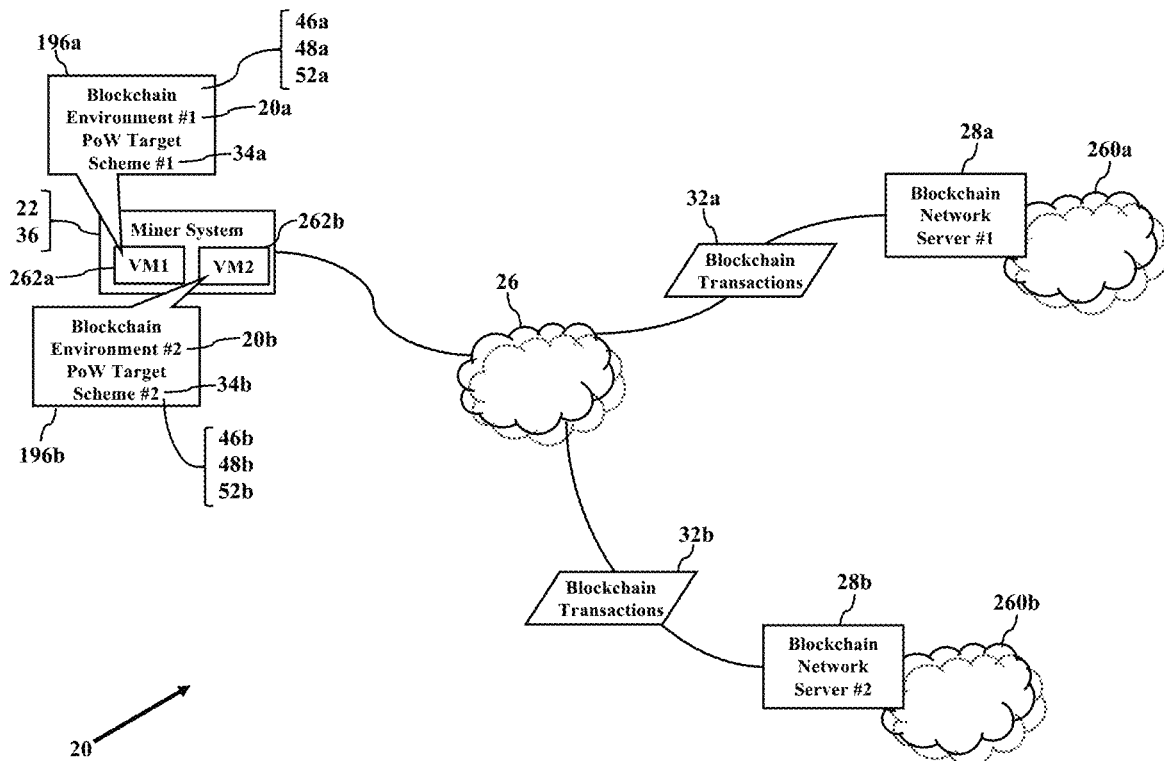 46a
48a
52a
196a
Blockchain
Environment #1
PoW Target
Scheme #1
20a
34a
22
36
Miner System
262b
VM1
VM2
262a
Blockchain
Environment #2
PoW Target
Scheme #2
20b
34b
196b
46b
48b
52b
26
32a
Blockchain
Transactions
28a
Blockchain
Network
Server #1
260a
32b
Blockchain
Transactions
28b
Blockchain
Network
Server #2
260b
20